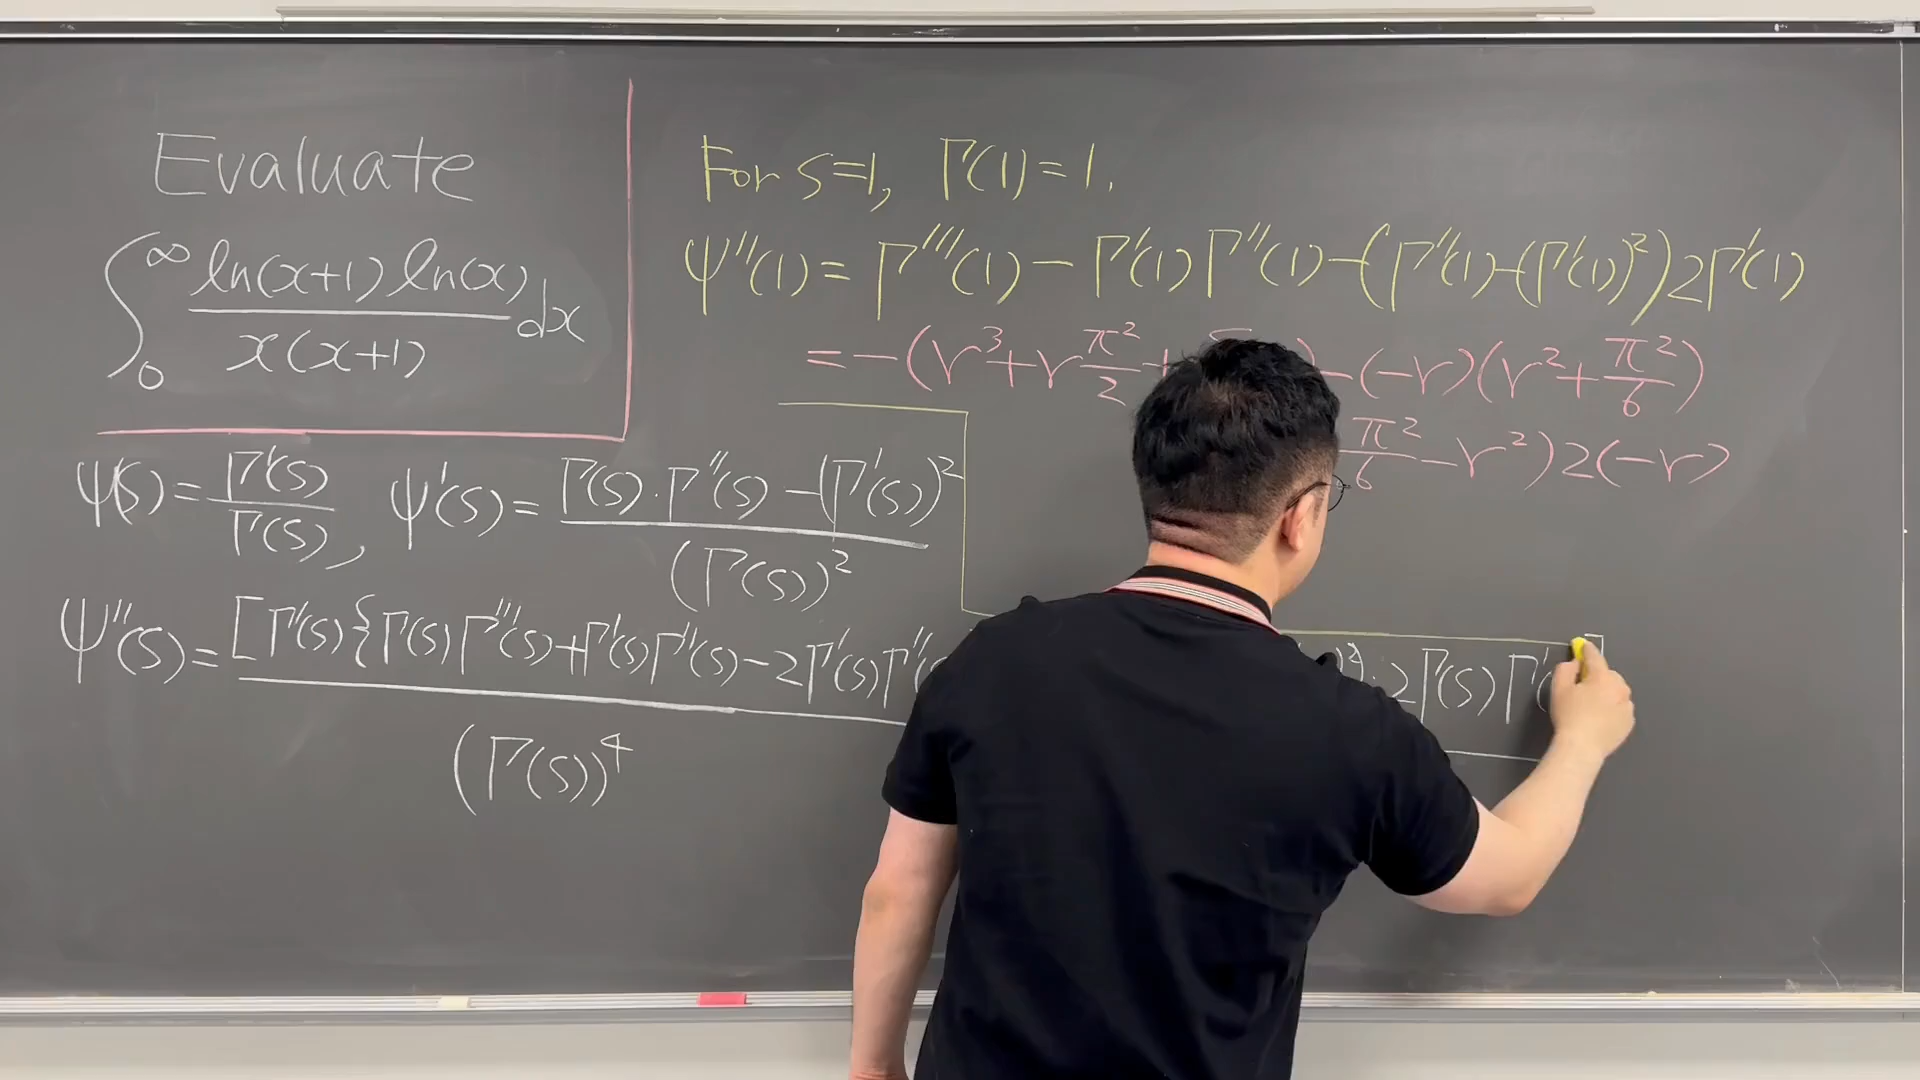 Evaluate
∫₀^∞ ln(x+1) ln(x) / x(x+1) dx
For s=1, Γ(1)=1.
ψ''(1) = Γ'''(1) − Γ'(1)Γ''(1) − (Γ''(1) − (Γ'(1))²)2Γ'(1)
= −(γ³ + γ π²/2 + ) − (−γ)(γ² + π²/6)
π²/6 − γ²)2(−γ)
ψ(s) = Γ'(s)/Γ(s), ψ'(s) = Γ(s)·Γ''(s) − (Γ'(s))² / (Γ(s))²
ψ''(s) = [Γ'(s){Γ(s)Γ'''(s) + Γ'(s)Γ''(s) − 2Γ'(s)Γ'' · 2Γ(s)Γ'( ] / (Γ(s))⁴